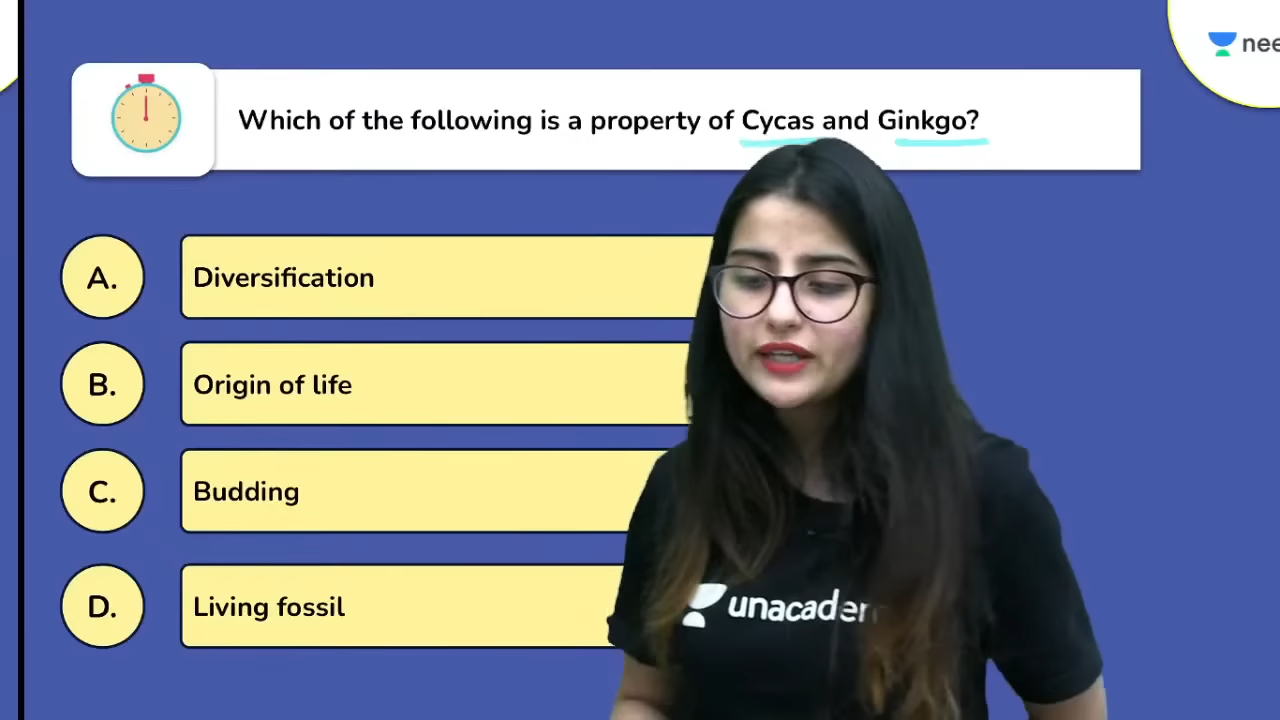 Which of the following is a property of Cycas and Ginkgo?
A.
Diversification
B.
Origin of life
C.
Budding
D.
Living fossil